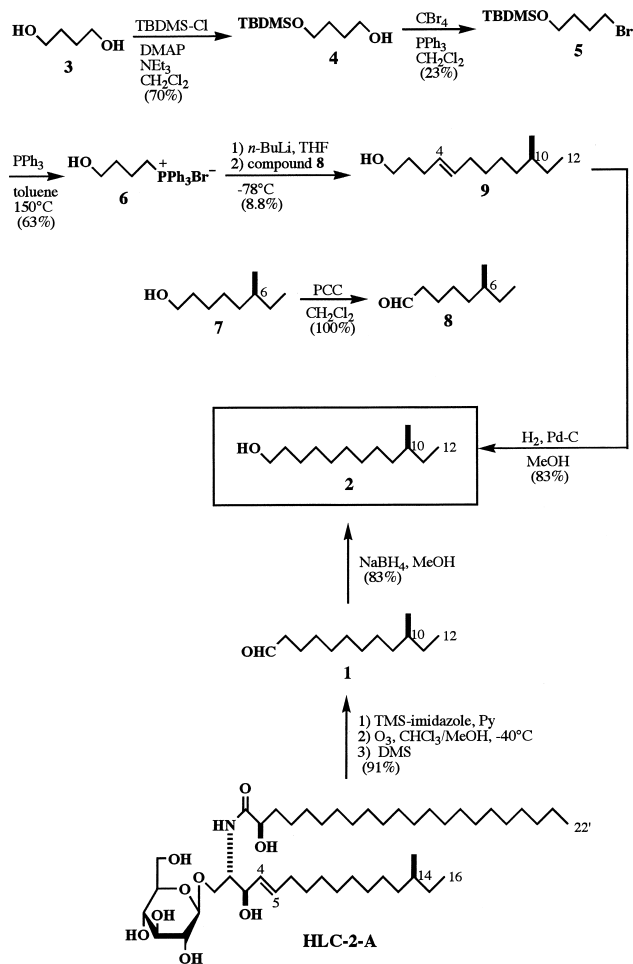 HO
OH
3
TBDMS-Cl
DMAP
NEt3
CH2Cl2
(70%)
TBDMSO
OH
4
CBr4
PPh3
CH2Cl2
(23%)
TBDMSO
Br
5
PPh3
toluene
150°C
(63%)
HO
+
PPh3Br−
6
1) n-BuLi, THF
2) compound 8
-78°C
(8.8%)
HO
4
10
12
9
HO
6
7
PCC
CH2Cl2
(100%)
OHC
6
8
HO
10
12
2
H2, Pd-C
MeOH
(83%)
NaBH4, MeOH
(83%)
OHC
10
12
1
1) TMS-imidazole, Py
2) O3, CHCl3/MeOH, -40°C
3) DMS
(91%)
O
HN
OH
22'
OH
O
O
4
5
14
16
OH
HO
OH
OH
HLC-2-A